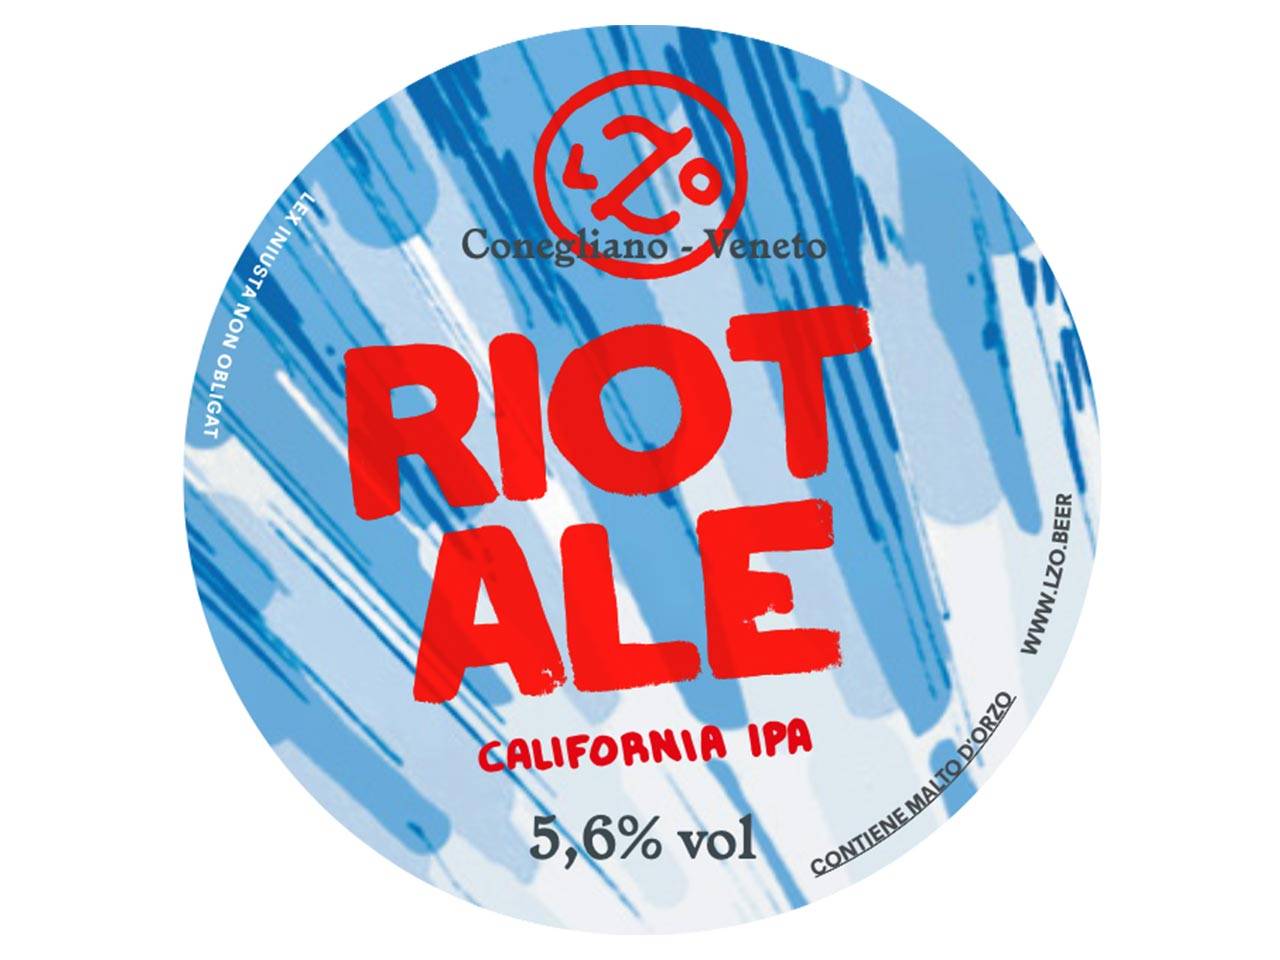 LZO
Conegliano - Veneto
LEX INIUSTA NON OBLIGAT
RIOT
ALE
CALIFORNIA IPA
5,6% vol
WWW.LZO.BEER
CONTIENE MALTO D'ORZO